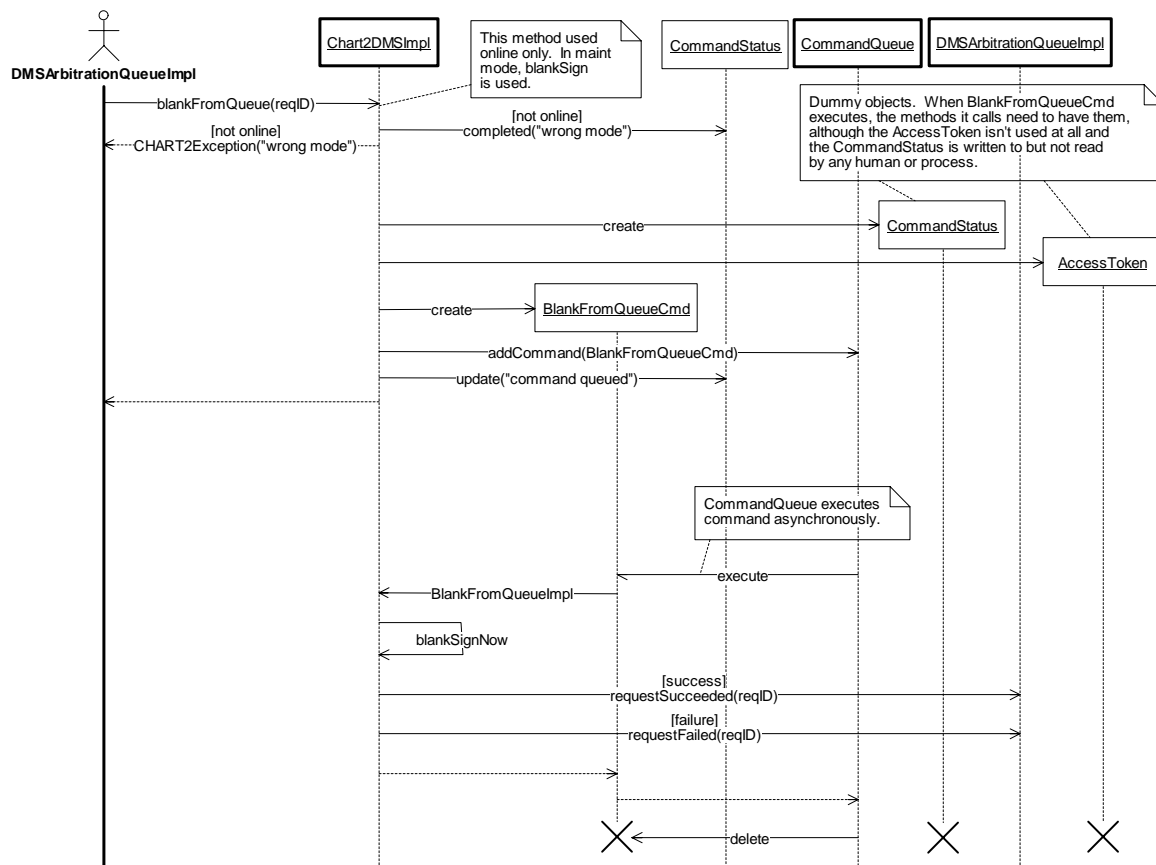 DMSArbitrationQueueImpl
Chart2DMSImpl
This method used
online only. In maint
mode, blankSign
is used.
CommandStatus
CommandQueue
DMSArbitrationQueueImpl
blankFromQueue(reqID)
Dummy objects. When BlankFromQueueCmd
executes, the methods it calls need to have them,
although the AccessToken isn't used at all and
the CommandStatus is written to but not read
by any human or process.
[not online]
completed("wrong mode")
[not online]
CHART2Exception("wrong mode")
create
CommandStatus
AccessToken
create
BlankFromQueueCmd
addCommand(BlankFromQueueCmd)
update("command queued")
CommandQueue executes
command asynchronously.
execute
BlankFromQueueImpl
blankSignNow
[success]
requestSucceeded(reqID)
[failure]
requestFailed(reqID)
delete